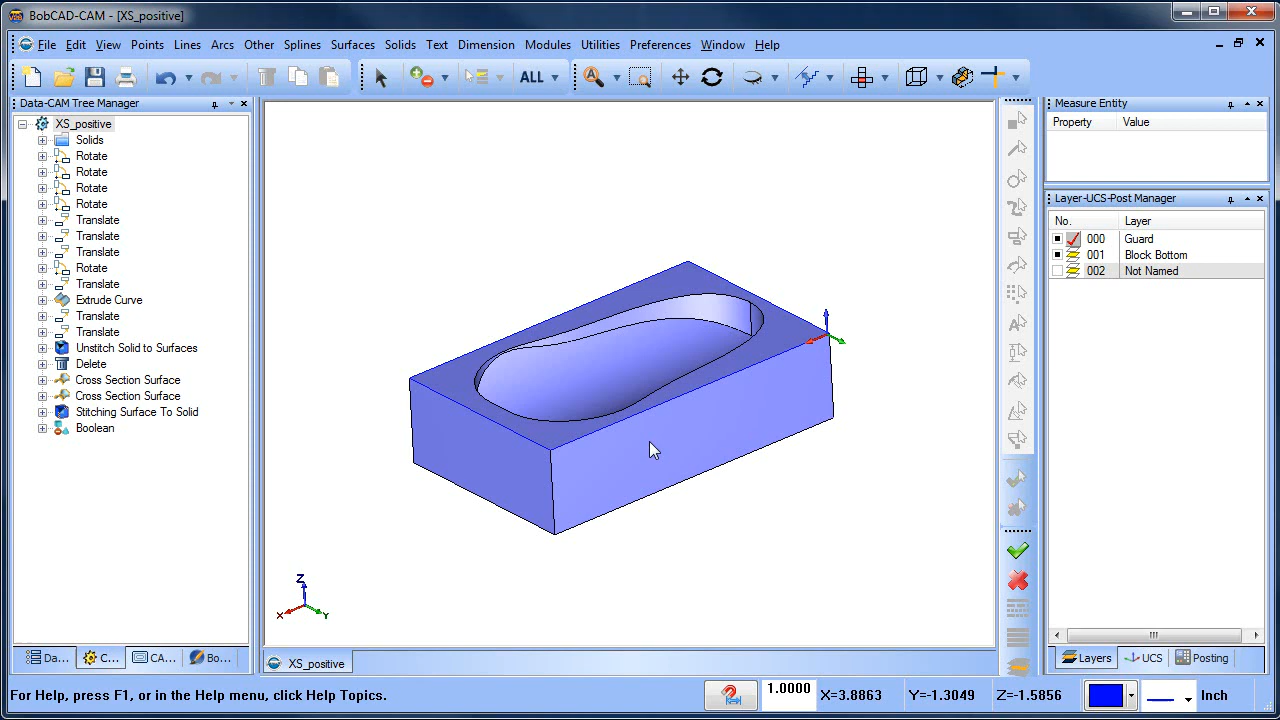 BobCAD-CAM - [XS_positive]
File Edit View Points Lines Arcs Other Splines Surfaces Solids Text Dimension Modules Utilities Preferences Window Help
ALL
Data-CAM Tree Manager
XS_positive
Solids
Rotate
Rotate
Rotate
Rotate
Translate
Translate
Translate
Rotate
Translate
Extrude Curve
Translate
Translate
Unstitch Solid to Surfaces
Delete
Cross Section Surface
Cross Section Surface
Stitching Surface To Solid
Boolean
Da... C... CA... Bo...
Z
X
Y
XS_positive
Measure Entity
Property Value
Layer-UCS-Post Manager
No. Layer
000 Guard
001 Block Bottom
002 Not Named
Layers UCS Posting
For Help, press F1, or in the Help menu, click Help Topics.
1.0000 X=3.8863 Y=-1.3049 Z=-1.5856 Inch